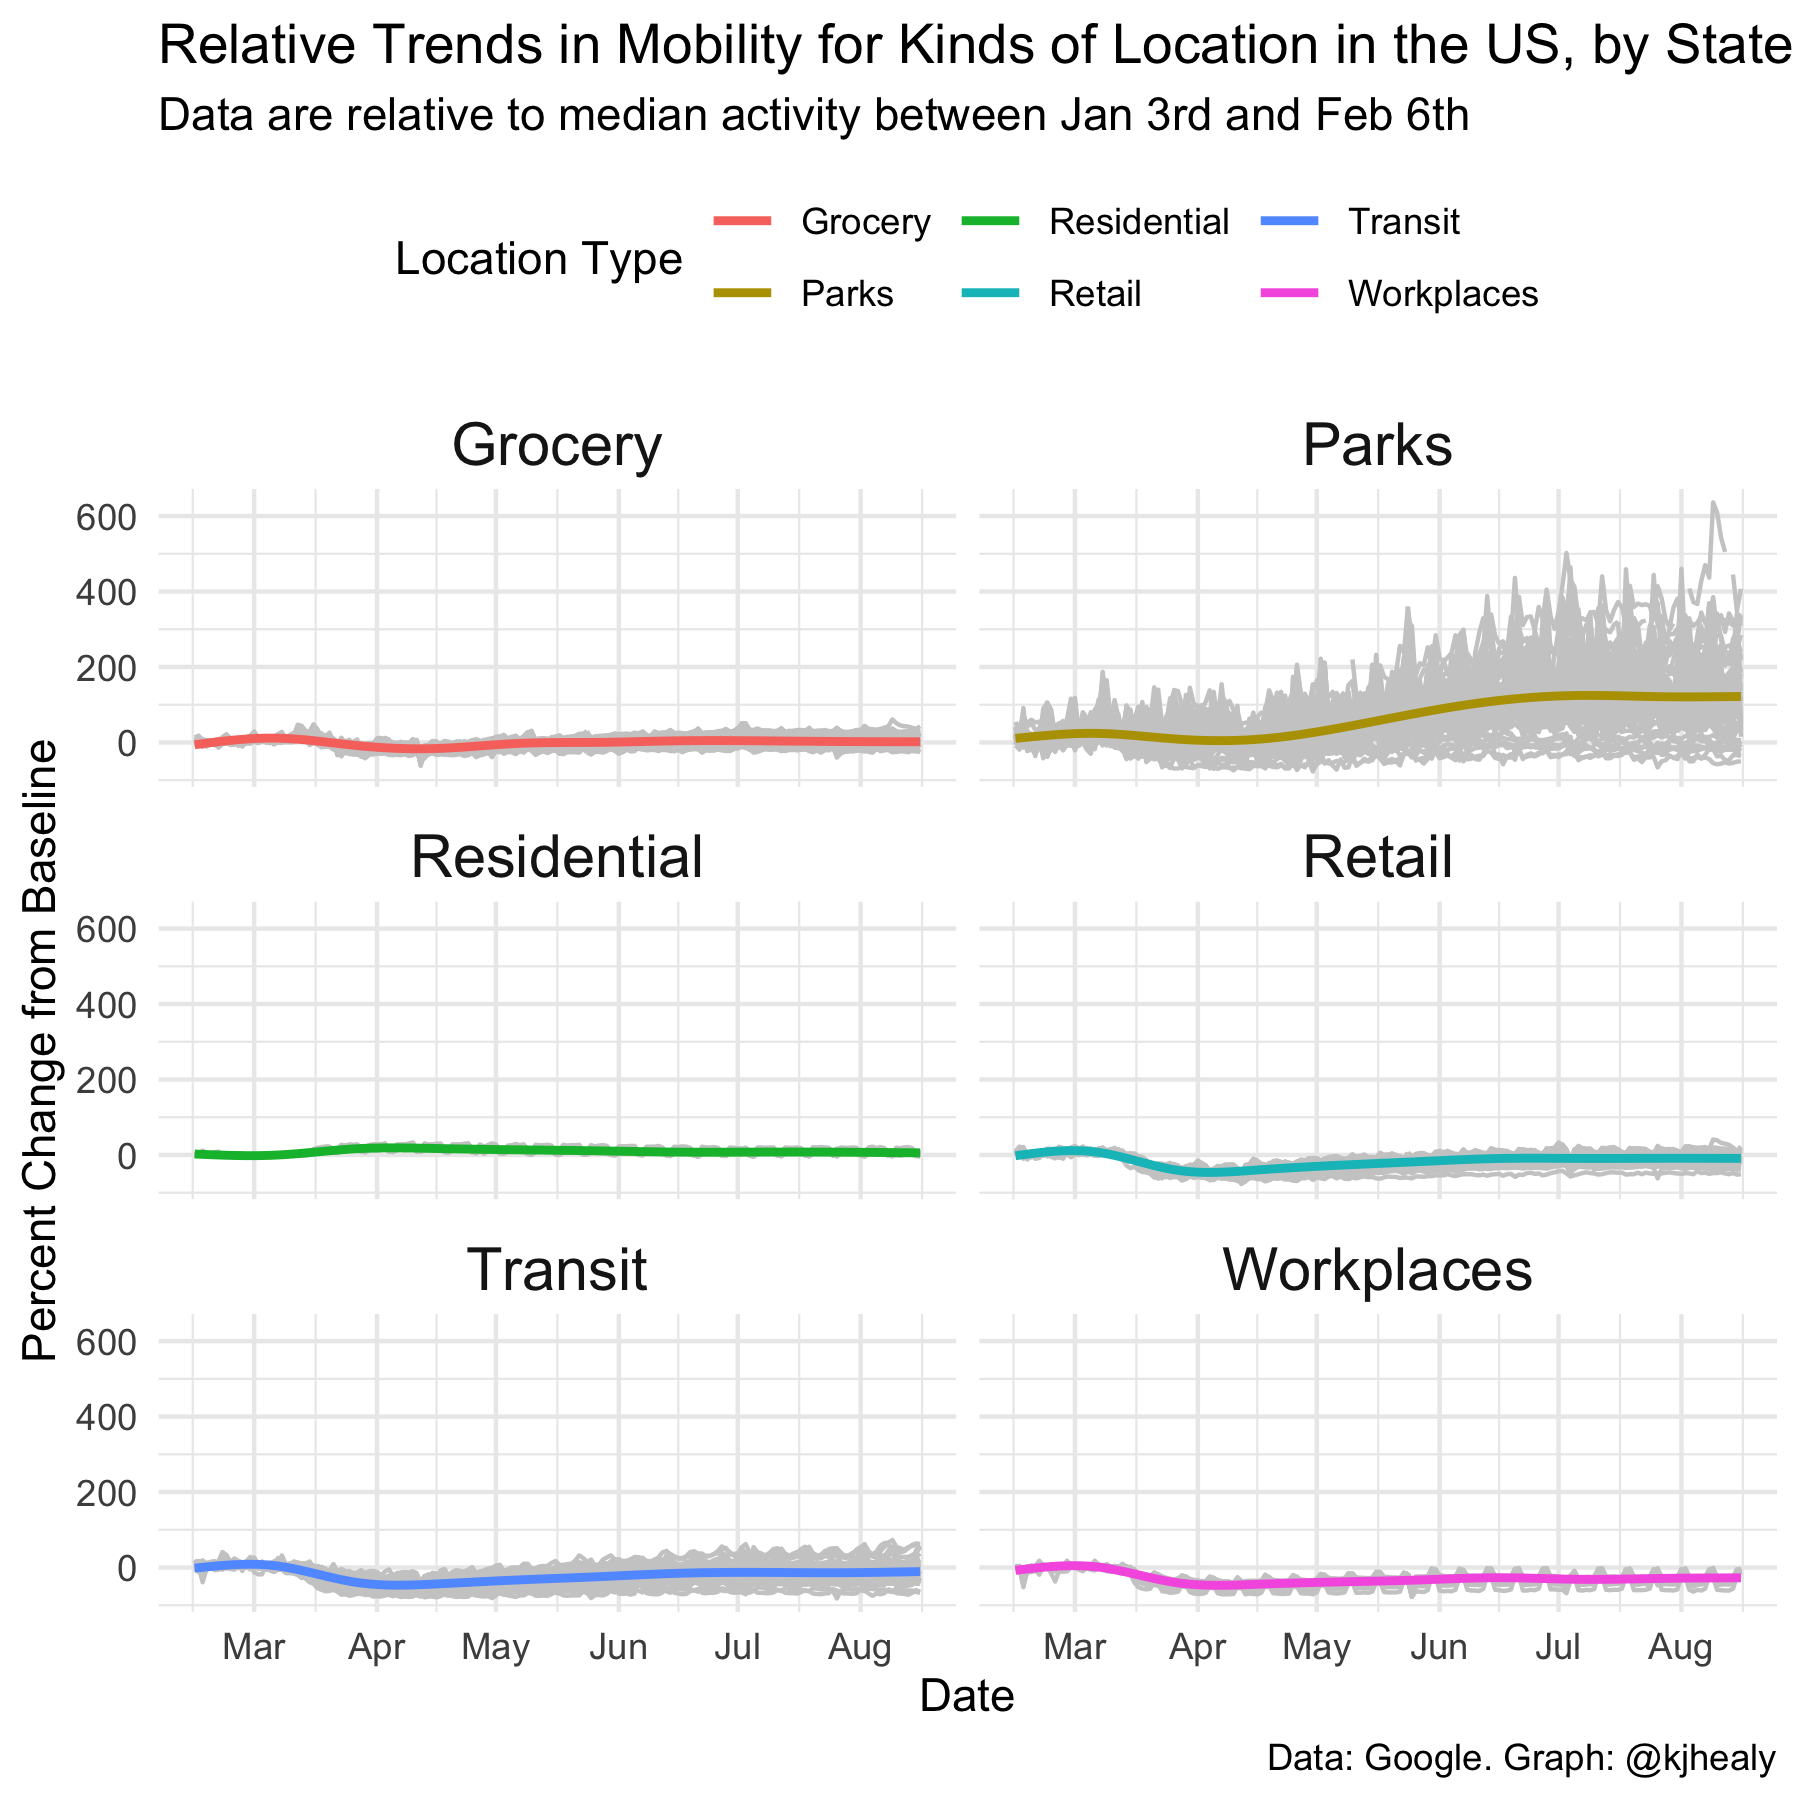 Relative Trends in Mobility for Kinds of Location in the US, by State
Data are relative to median activity between Jan 3rd and Feb 6th
Location Type
Grocery
Residential
Transit
Parks
Retail
Workplaces
Percent Change from Baseline
Grocery
Parks
600
400
200
0
Residential
Retail
600
400
200
0
Transit
Workplaces
600
400
200
0
Mar Apr May Jun Jul Aug
Mar Apr May Jun Jul Aug
Date
Data: Google. Graph: @kjhealy